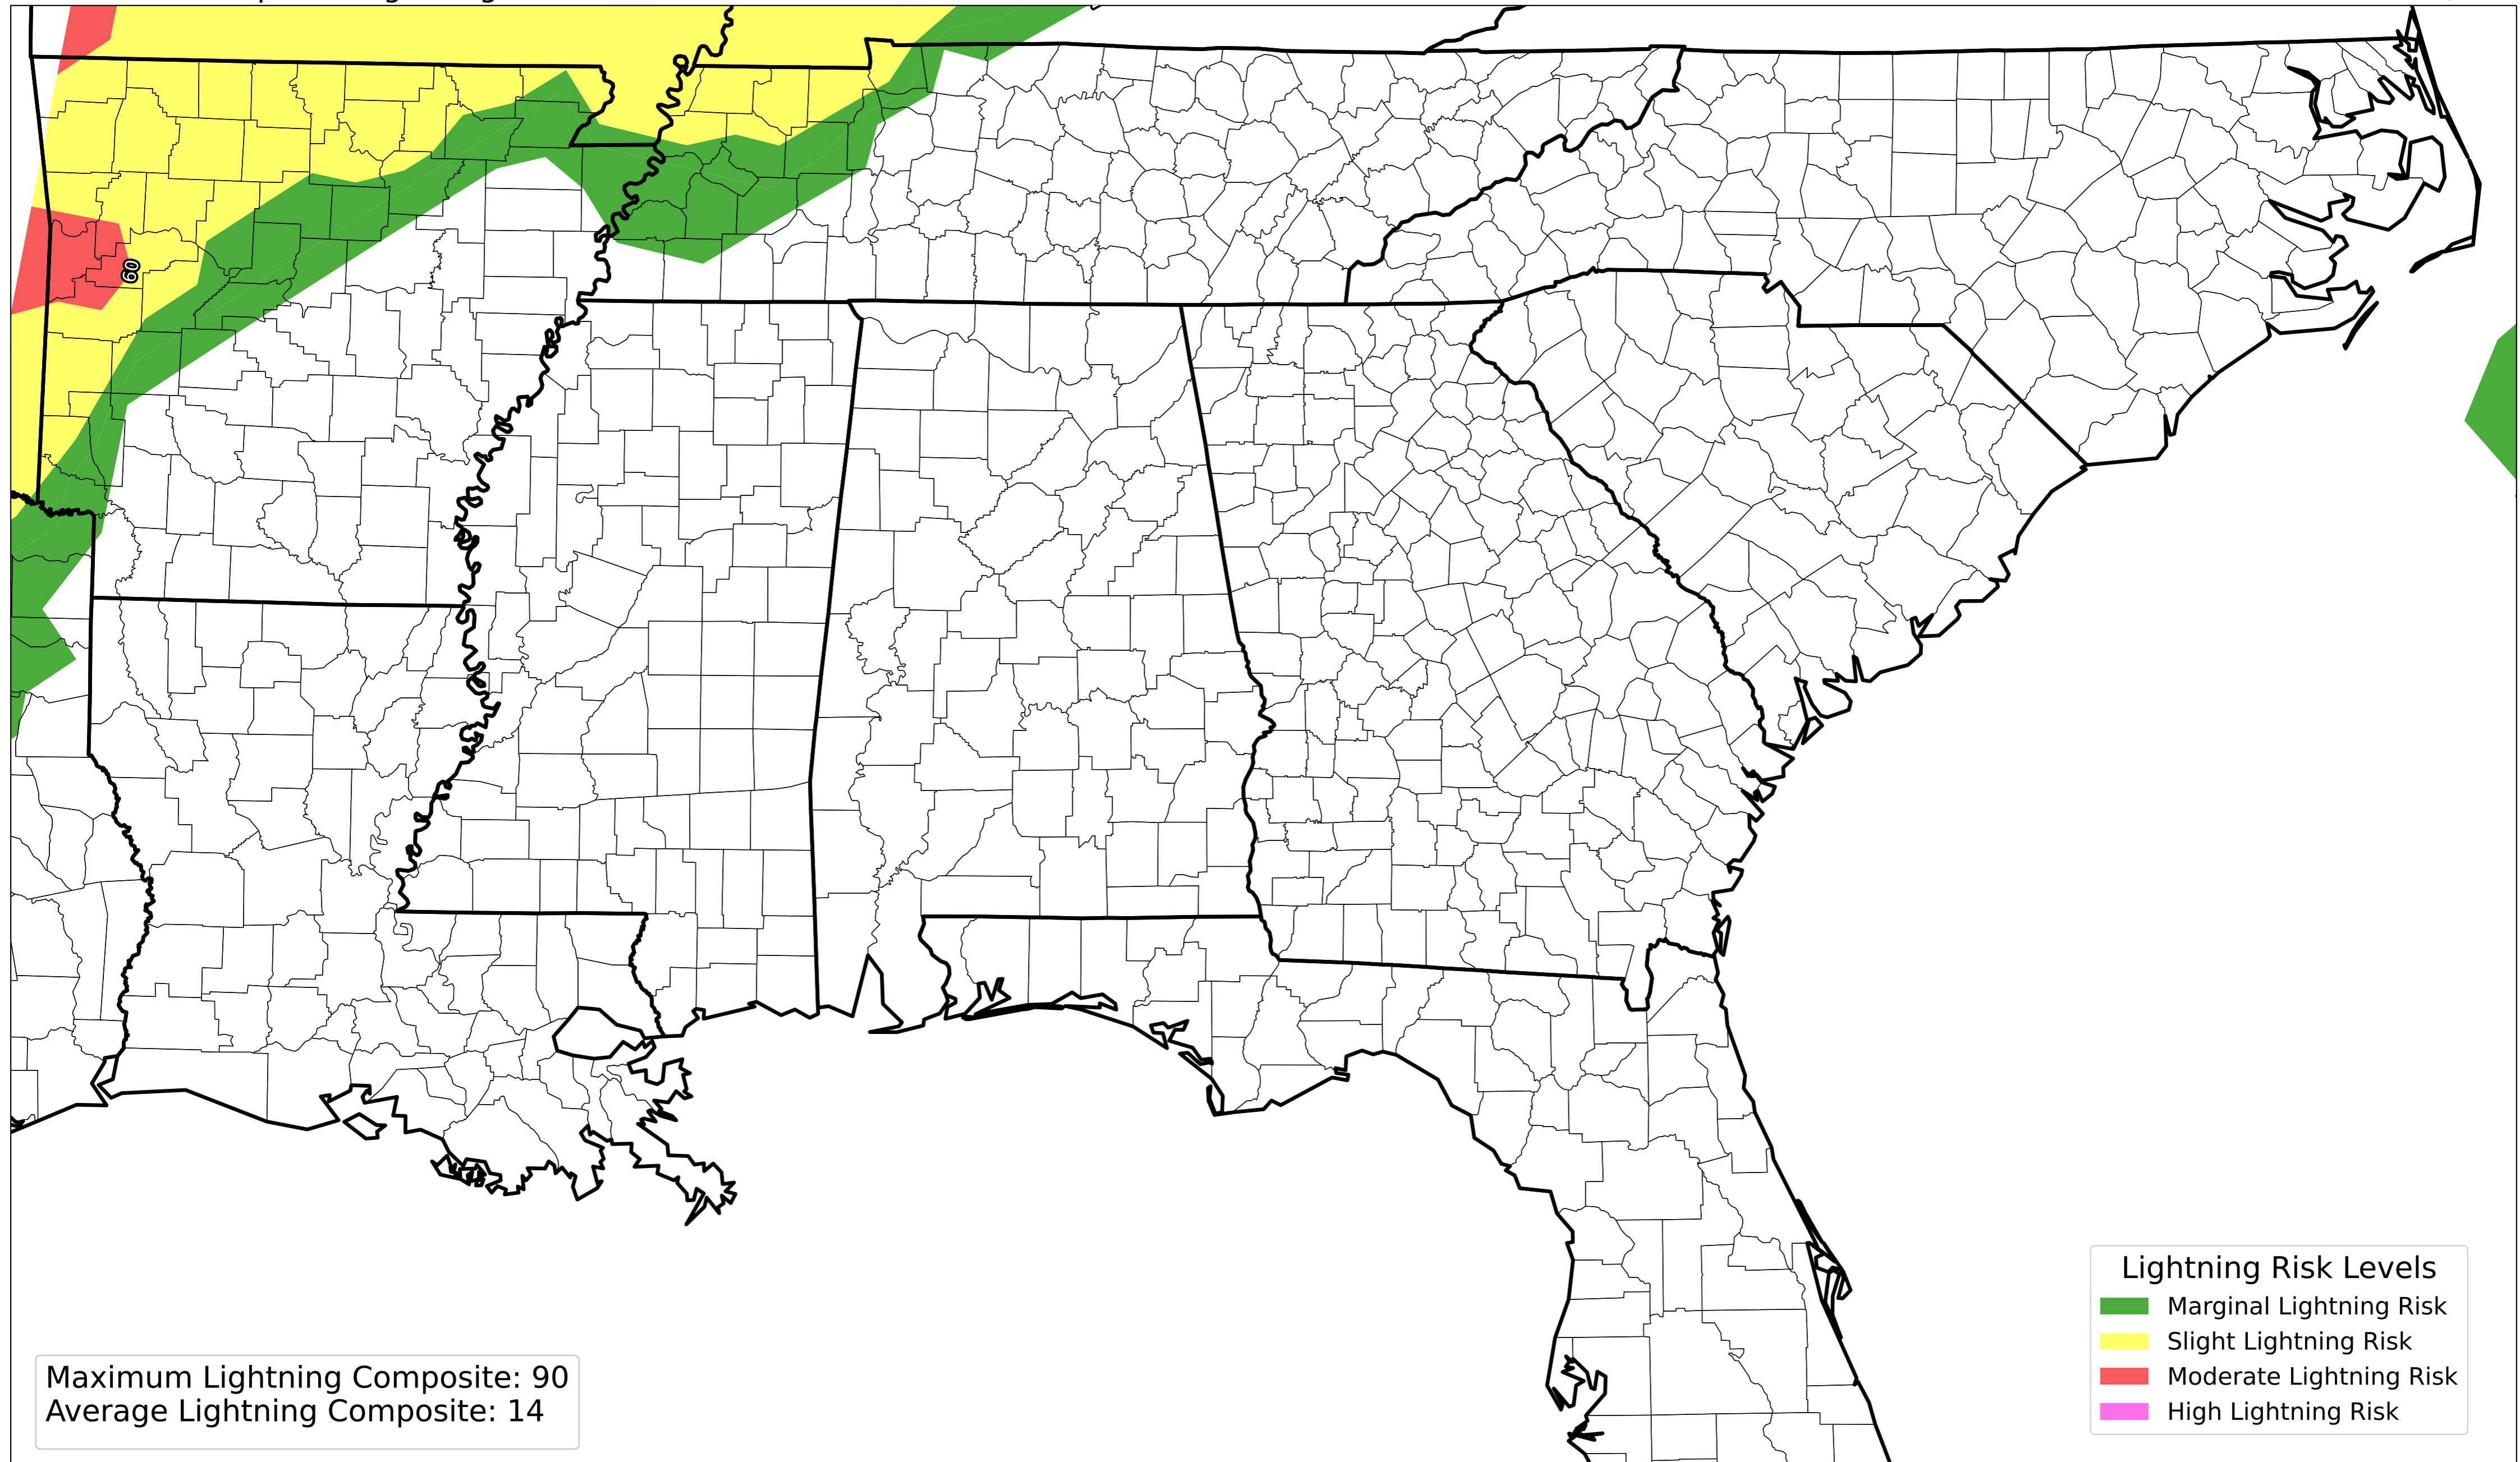 60
Lightning Risk Levels
Marginal Lightning Risk
Slight Lightning Risk
Moderate Lightning Risk
High Lightning Risk
Maximum Lightning Composite: 90
Average Lightning Composite: 14